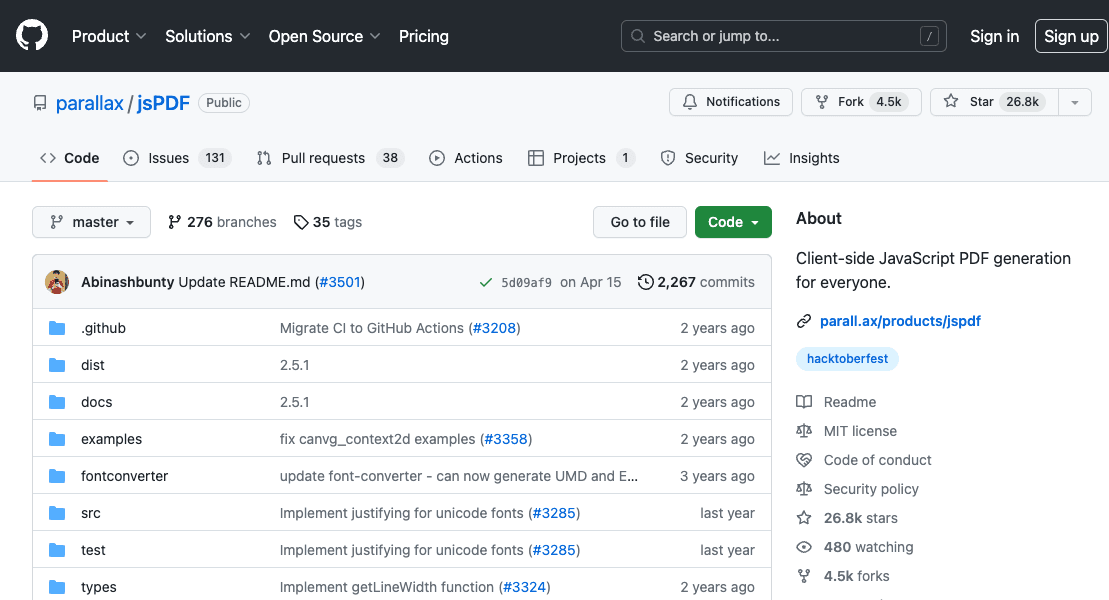 Product Solutions Open Source Pricing Search or jump to... / Sign in Sign up
parallax / jsPDF Public Notifications Fork 4.5k Star 26.8k
Code Issues 131 Pull requests 38 Actions Projects 1 Security Insights
master 276 branches 35 tags Go to file Code
Abinashbunty Update README.md (#3501) 5d09af9 on Apr 15 2,267 commits
.github Migrate CI to GitHub Actions (#3208) 2 years ago
dist 2.5.1 2 years ago
docs 2.5.1 2 years ago
examples fix canvg_context2d examples (#3358) 2 years ago
fontconverter update font-converter - can now generate UMD and E... 3 years ago
src Implement justifying for unicode fonts (#3285) last year
test Implement justifying for unicode fonts (#3285) last year
types Implement getLineWidth function (#3324) 2 years ago
About
Client-side JavaScript PDF generation
for everyone.
parall.ax/products/jspdf
hacktoberfest
Readme
MIT license
Code of conduct
Security policy
26.8k stars
480 watching
4.5k forks